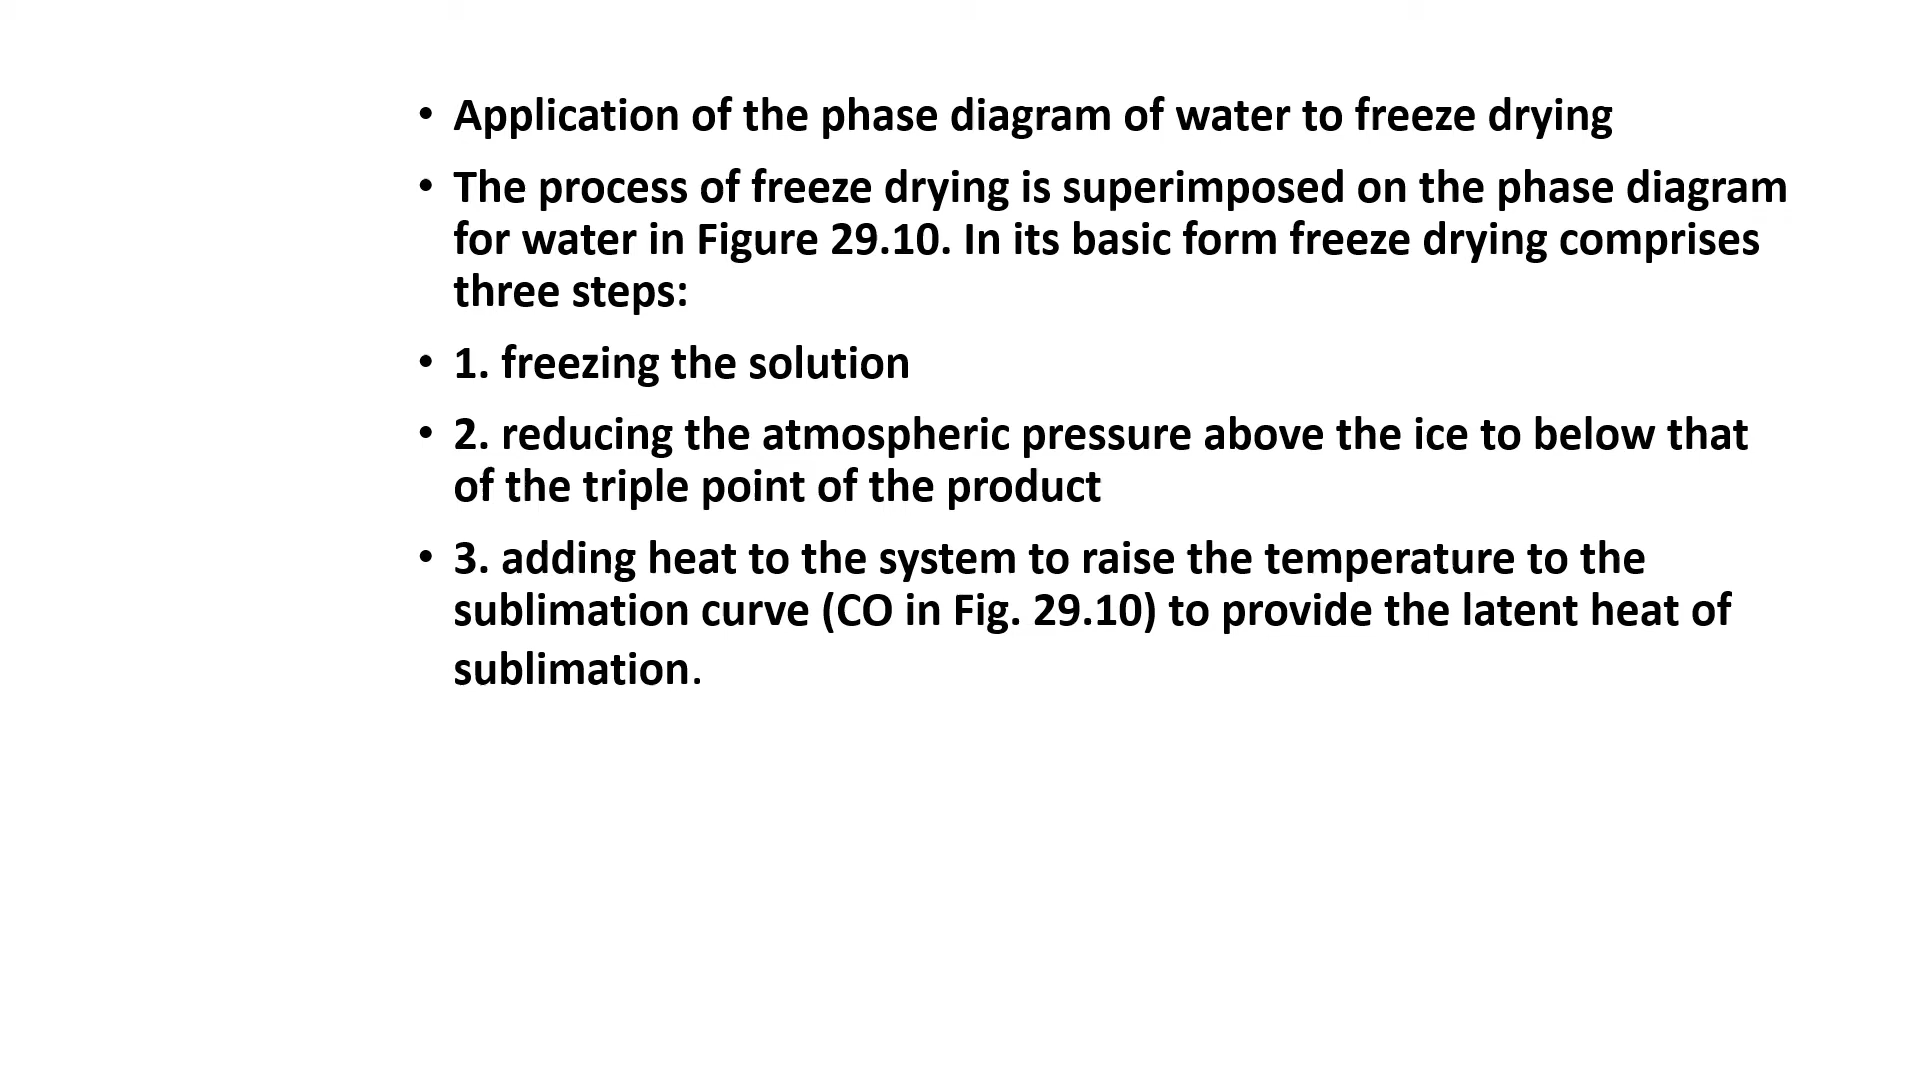 • Application of the phase diagram of water to freeze drying
• The process of freeze drying is superimposed on the phase diagram
for water in Figure 29.10. In its basic form freeze drying comprises
three steps:
• 1. freezing the solution
• 2. reducing the atmospheric pressure above the ice to below that
of the triple point of the product
• 3. adding heat to the system to raise the temperature to the
sublimation curve (CO in Fig. 29.10) to provide the latent heat of
sublimation.